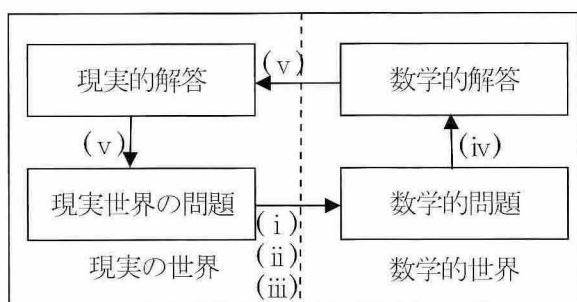 現実的解答
(ⅴ)
数学的解答
(ⅴ)
(ⅳ)
現実世界の問題
(ⅰ)
(ⅱ)
(ⅲ)
数学的問題
現実の世界
数学的世界